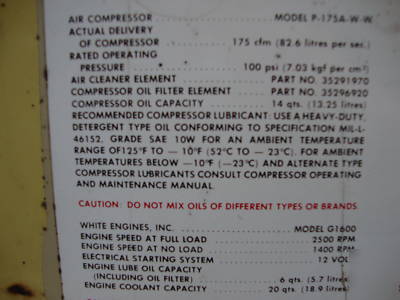 AIR COMPRESSOR MODEL P-175A-W-W
ACTUAL DELIVERY
OF COMPRESSOR 175 cfm (82.6 litres per sec.)
RATED OPERATING
PRESSURE 100 psi (7.03 kgf per cm²)
AIR CLEANER ELEMENT PART NO. 35291970
COMPRESSOR OIL FILTER ELEMENT PART NO. 35296920
COMPRESSOR OIL CAPACITY 14 qts. (13.25 litres)
RECOMMENDED COMPRESSOR LUBRICANT: USE A HEAVY-DUTY,
DETERGENT TYPE OIL CONFORMING TO SPECIFICATION MIL-L-
46152. GRADE SAE 10W FOR AN AMBIENT TEMPERATURE
RANGE OF 125°F TO – 10°F (52°C TO – 23°C). FOR AMBIENT
TEMPERATURES BELOW –10°F (–23°C) AND ALTERNATE TYPE
COMPRESSOR LUBRICANTS CONSULT COMPRESSOR OPERATING
AND MAINTENANCE MANUAL.
CAUTION: DO NOT MIX OILS OF DIFFERENT TYPES OR BRANDS.
WHITE ENGINES, INC. MODEL G1600
ENGINE SPEED AT FULL LOAD 2500 RPM
ENGINE SPEED AT NO LOAD 1400 RPM
ELECTRICAL STARTING SYSTEM 12 VOL
ENGINE LUBE OIL CAPACITY
(INCLUDING OIL FILTER) 6 qts. (5.7 litres
ENGINE COOLANT CAPACITY 20 qts (18.9 litres)